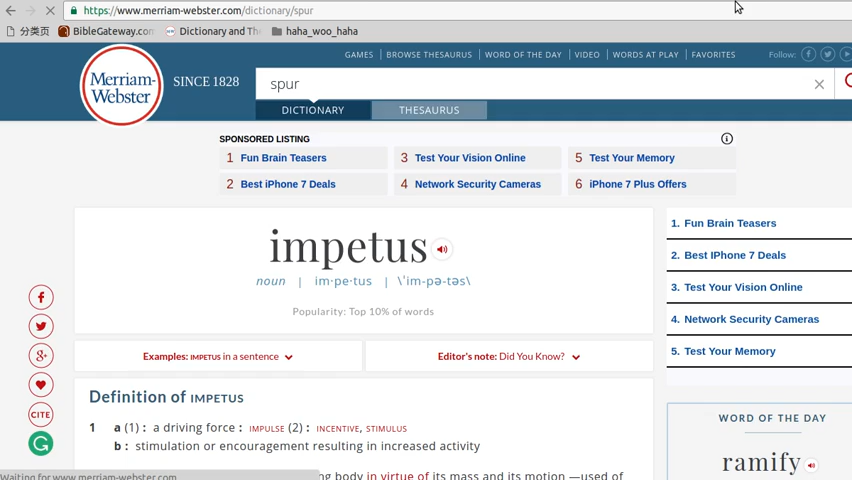 https://www.merriam-webster.com/dictionary/spur
分类页 BibleGateway.com... Dictionary and The haha_woo_haha
GAMES | BROWSE THESAURUS | WORD OF THE DAY | VIDEO | WORDS AT PLAY | FAVORITES Follow:
Merriam-
Webster
SINCE 1828
spur
DICTIONARY THESAURUS
SPONSORED LISTING
1 Fun Brain Teasers 3 Test Your Vision Online 5 Test Your Memory
2 Best iPhone 7 Deals 4 Network Security Cameras 6 iPhone 7 Plus Offers
impetus
noun | im·pe·tus | \ˈim-pə-təs\
Popularity: Top 10% of words
Examples: IMPETUS in a sentence Editor's note: Did You Know?
Definition of IMPETUS
1 a (1) : a driving force : IMPULSE (2) : INCENTIVE, STIMULUS
b : stimulation or encouragement resulting in increased activity
ng body in virtue of its mass and its motion —used of
Waiting for www.merriam-webster.com
CITE
1. Fun Brain Teasers
2. Best IPhone 7 Deals
3. Test Your Vision Online
4. Network Security Cameras
5. Test Your Memory
WORD OF THE DAY
ramify